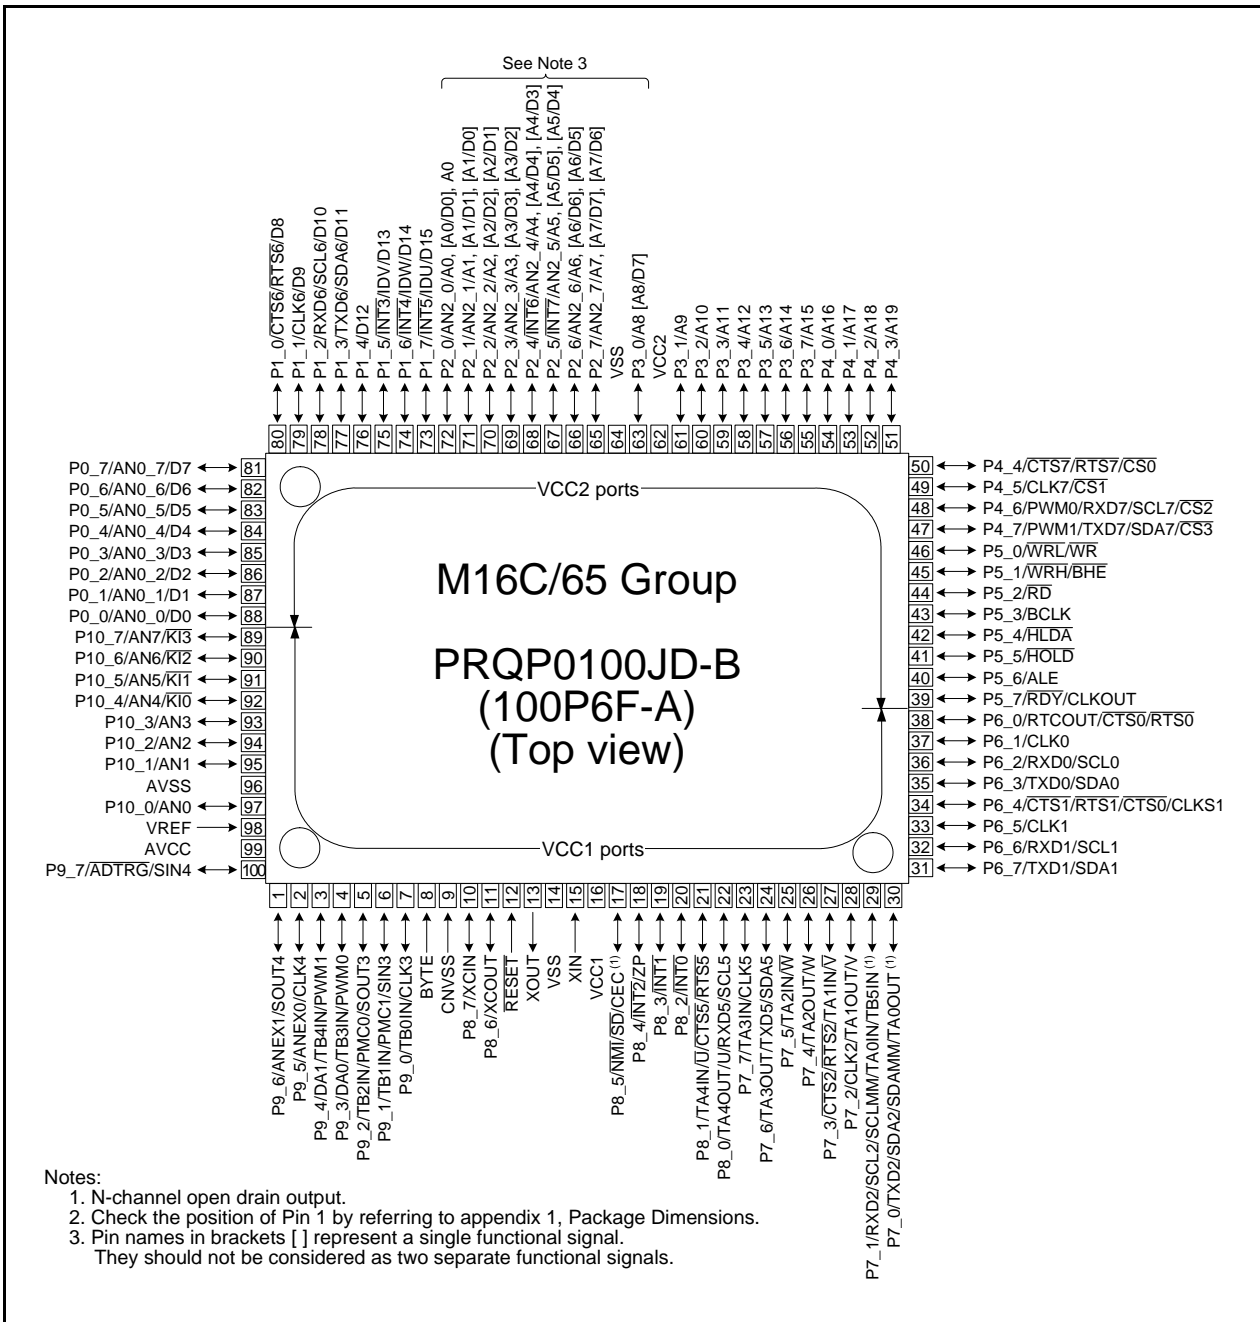 See Note 3
P1_0/CTS6/RTS6/D8
P1_1/CLK6/D9
P1_2/RXD6/SCL6/D10
P1_3/TXD6/SDA6/D11
P1_4/D12
P1_5/INT3/IDV/D13
P1_6/INT4/IDW/D14
P1_7/INT5/IDU/D15
P2_0/AN2_0/A0, [A0/D0], A0
P2_1/AN2_1/A1, [A1/D1], [A1/D0]
P2_2/AN2_2/A2, [A2/D2], [A2/D1]
P2_3/AN2_3/A3, [A3/D3], [A3/D2]
P2_4/INT6/AN2_4/A4, [A4/D4], [A4/D3]
P2_5/INT7/AN2_5/A5, [A5/D5], [A5/D4]
P2_6/AN2_6/A6, [A6/D6], [A6/D5]
P2_7/AN2_7/A7, [A7/D7], [A7/D6]
VSS
P3_0/A8 [A8/D7]
VCC2
P3_1/A9
P3_2/A10
P3_3/A11
P3_4/A12
P3_5/A13
P3_6/A14
P3_7/A15
P4_0/A16
P4_1/A17
P4_2/A18
P4_3/A19
80 79 78 77 76 75 74 73 72 71 70 69 68 67 66 65 64 63 62 61 60 59 58 57 56 55 54 53 52 51
P0_7/AN0_7/D7 81
P0_6/AN0_6/D6 82
P0_5/AN0_5/D5 83
P0_4/AN0_4/D4 84
P0_3/AN0_3/D3 85
P0_2/AN0_2/D2 86
P0_1/AN0_1/D1 87
P0_0/AN0_0/D0 88
P10_7/AN7/KI3 89
P10_6/AN6/KI2 90
P10_5/AN5/KI1 91
P10_4/AN4/KI0 92
P10_3/AN3 93
P10_2/AN2 94
P10_1/AN1 95
AVSS 96
P10_0/AN0 97
VREF 98
AVCC 99
P9_7/ADTRG/SIN4 100
VCC2 ports
M16C/65 Group
PRQP0100JD-B
(100P6F-A)
(Top view)
VCC1 ports
50 P4_4/CTS7/RTS7/CS0
49 P4_5/CLK7/CS1
48 P4_6/PWM0/RXD7/SCL7/CS2
47 P4_7/PWM1/TXD7/SDA7/CS3
46 P5_0/WRL/WR
45 P5_1/WRH/BHE
44 P5_2/RD
43 P5_3/BCLK
42 P5_4/HLDA
41 P5_5/HOLD
40 P5_6/ALE
39 P5_7/RDY/CLKOUT
38 P6_0/RTCOUT/CTS0/RTS0
37 P6_1/CLK0
36 P6_2/RXD0/SCL0
35 P6_3/TXD0/SDA0
34 P6_4/CTS1/RTS1/CTS0/CLKS1
33 P6_5/CLK1
32 P6_6/RXD1/SCL1
31 P6_7/TXD1/SDA1
1 2 3 4 5 6 7 8 9 10 11 12 13 14 15 16 17 18 19 20 21 22 23 24 25 26 27 28 29 30
P9_6/ANEX1/SOUT4
P9_5/ANEX0/CLK4
P9_4/DA1/TB4IN/PWM1
P9_3/DA0/TB3IN/PWM0
P9_2/TB2IN/PMC0/SOUT3
P9_1/TB1IN/PMC1/SIN3
P9_0/TB0IN/CLK3
BYTE
CNVSS
P8_7/XCIN
P8_6/XCOUT
RESET
XOUT
VSS
XIN
VCC1
P8_5/NMI/SD/CEC (1)
P8_4/INT2/ZP
P8_3/INT1
P8_2/INT0
P8_1/TA4IN/U/CTS5/RTS5
P8_0/TA4OUT/U/RXD5/SCL5
P7_7/TA3IN/CLK5
P7_6/TA3OUT/TXD5/SDA5
P7_5/TA2IN/W
P7_4/TA2OUT/W
P7_3/CTS2/RTS2/TA1IN/V
P7_2/CLK2/TA1OUT/V
P7_1/RXD2/SCL2/SCLMM/TA0IN/TB5IN (1)
P7_0/TXD2/SDA2/SDAMM/TA0OUT (1)
Notes:
1. N-channel open drain output.
2. Check the position of Pin 1 by referring to appendix 1, Package Dimensions.
3. Pin names in brackets [ ] represent a single functional signal.
They should not be considered as two separate functional signals.